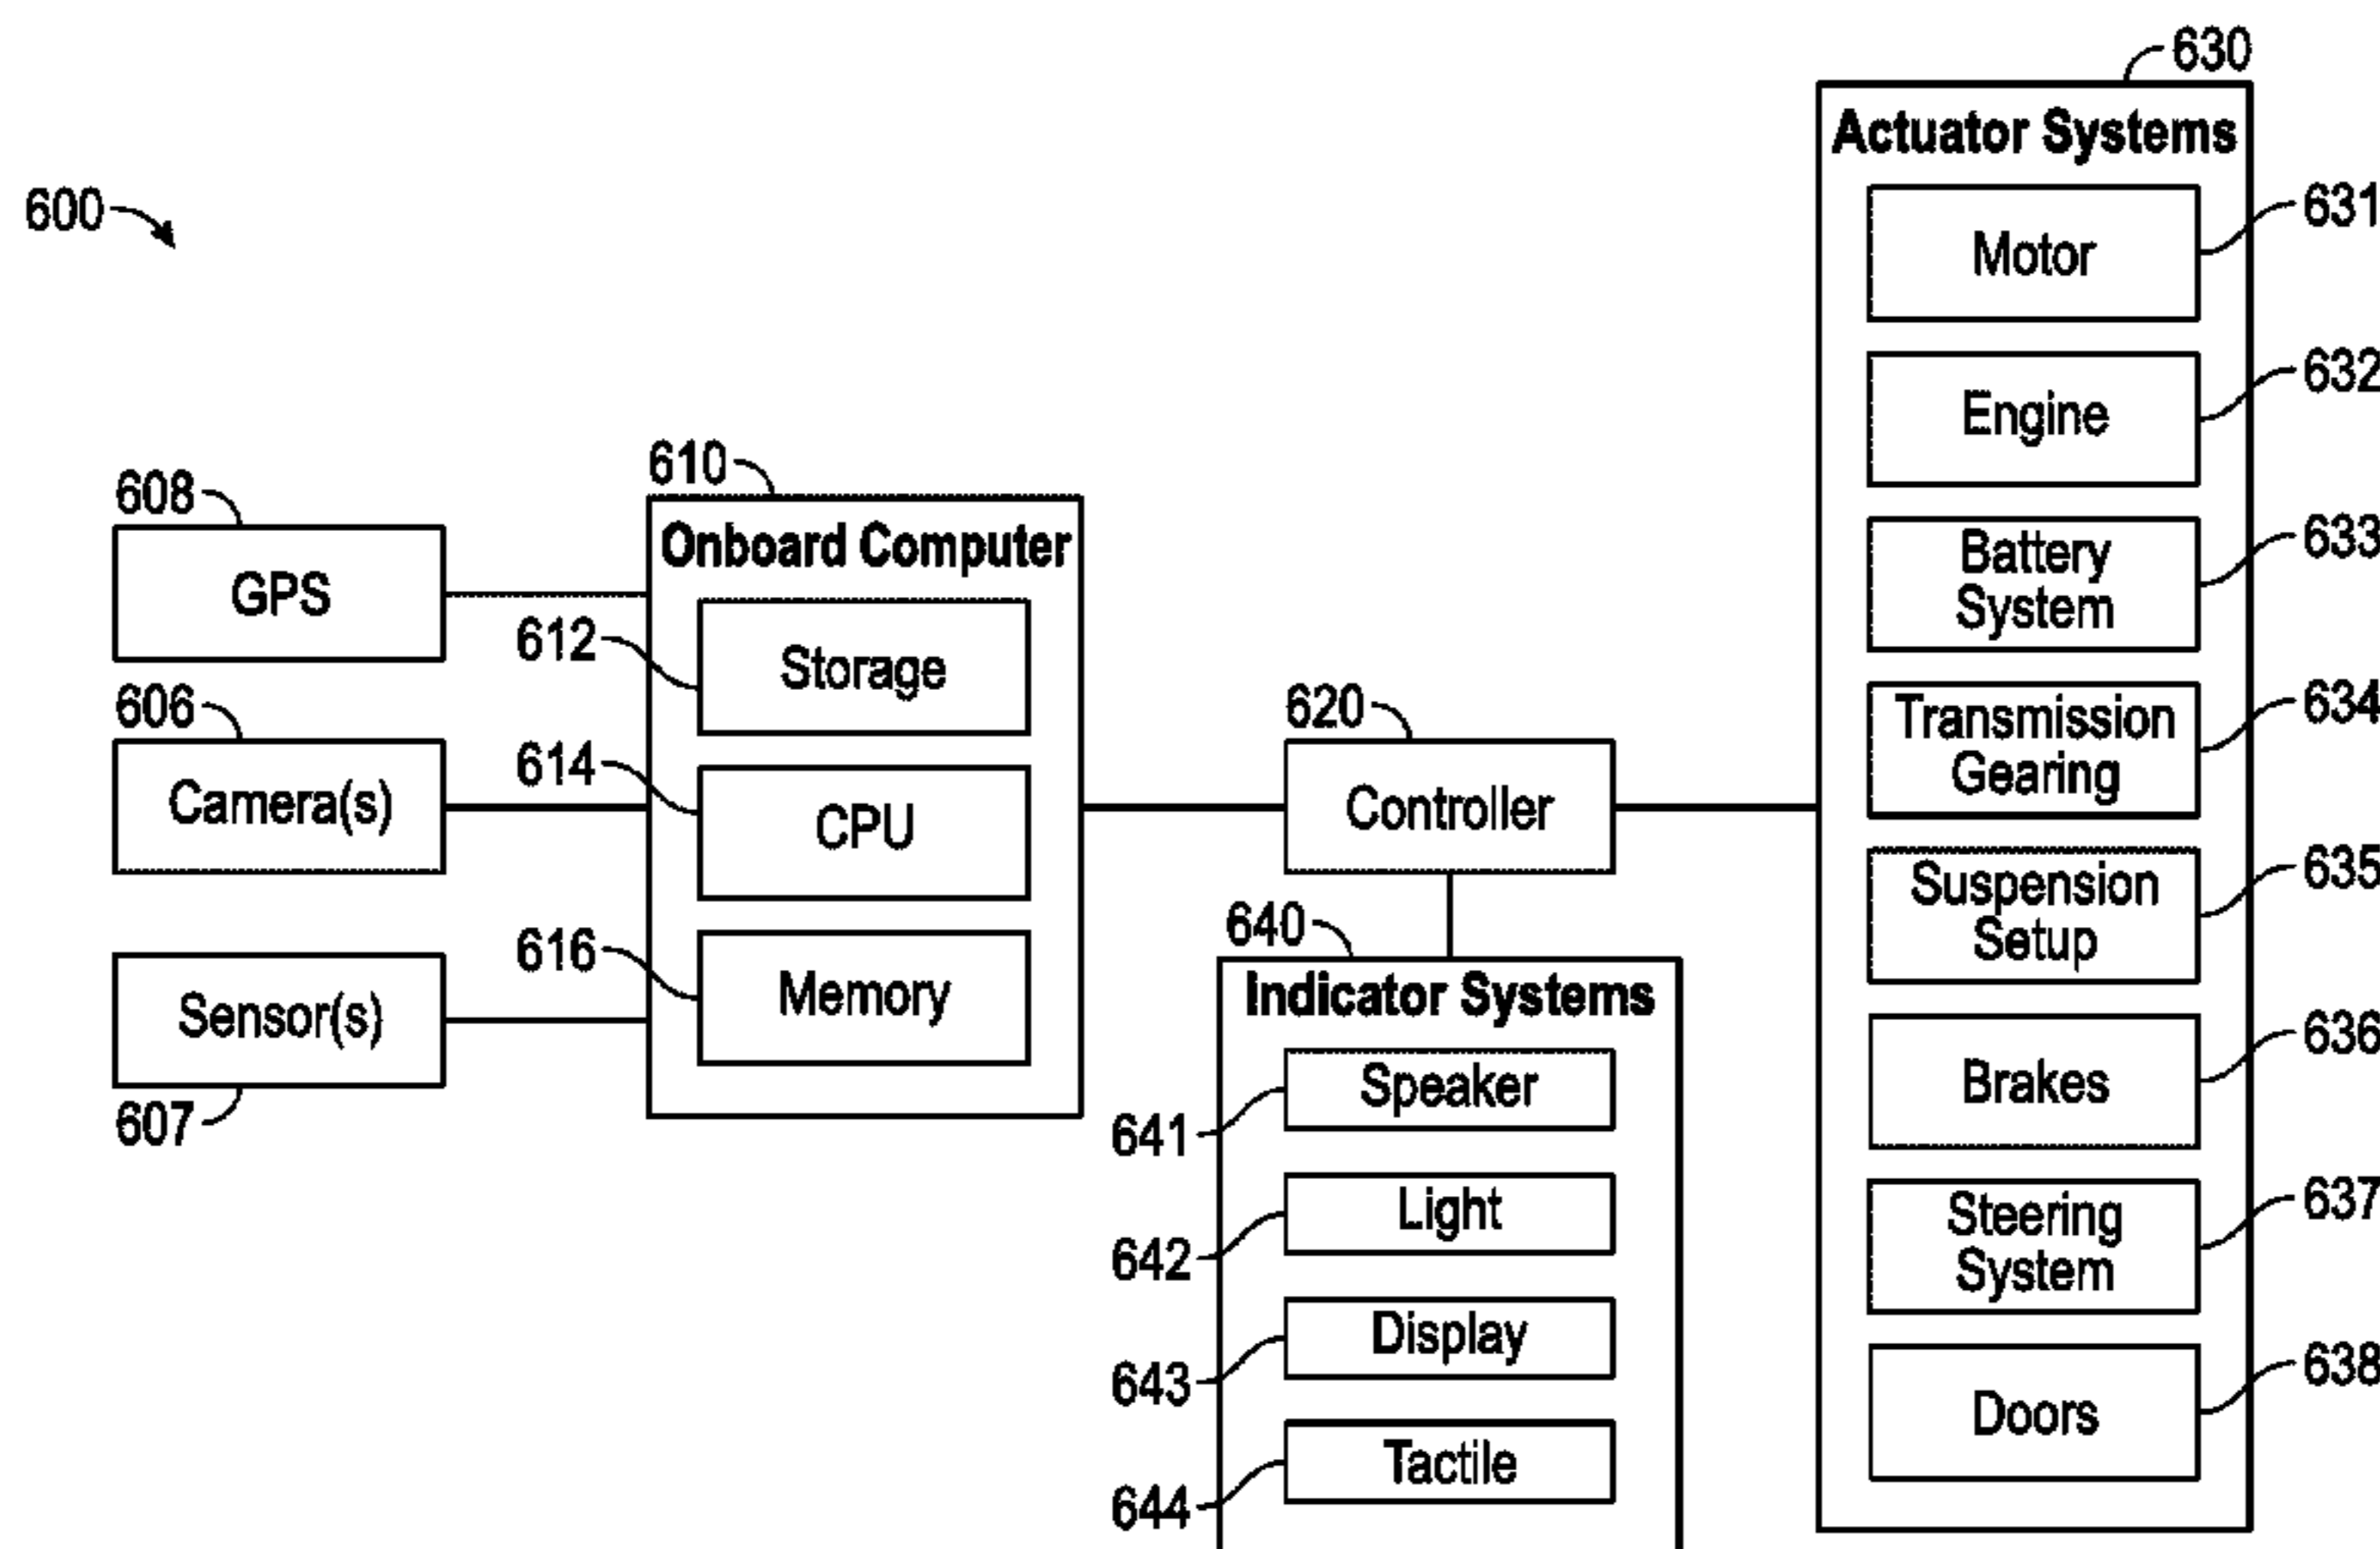 600
608
GPS
606
Camera(s)
Sensor(s)
607
610
Onboard Computer
612
Storage
614
CPU
616
Memory
620
Controller
640
Indicator Systems
Speaker
641
Light
642
Display
643
Tactile
644
630
Actuator Systems
631
Motor
632
Engine
633
Battery
System
634
Transmission
Gearing
635
Suspension
Setup
636
Brakes
637
Steering
System
638
Doors